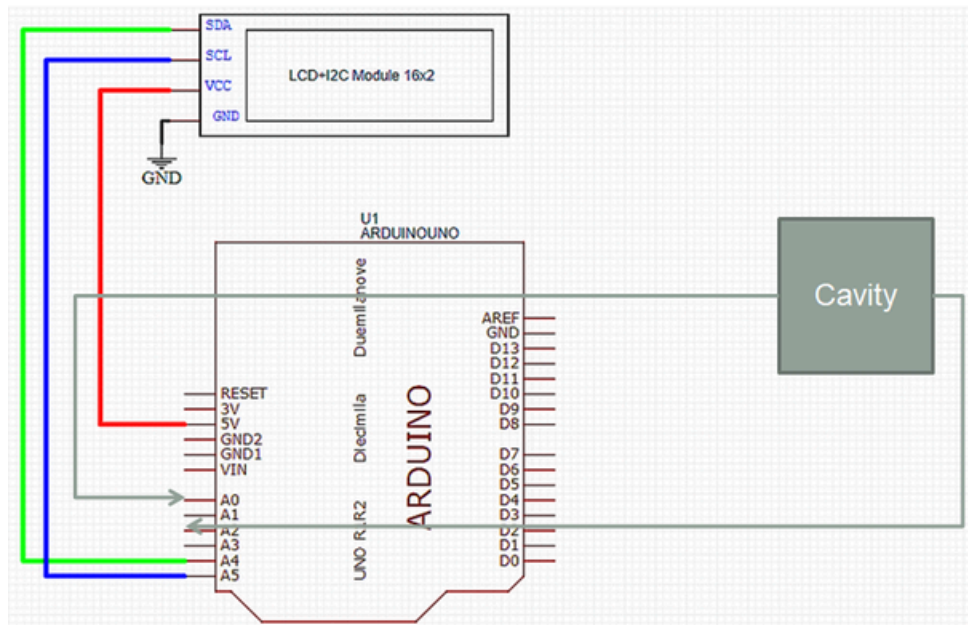 SDA
SCL
VCC
GND
LCD+I2C Module 16x2
GND
U1
ARDUINOUNO
Cavity
Duemilanove
Diecimila
UNO R1R2
ARDUINO
RESET
3V
5V
GND2
GND1
VIN
A0
A1
A2
A3
A4
A5
AREF
GND
D13
D12
D11
D10
D9
D8
D7
D6
D5
D4
D3
D2
D1
D0